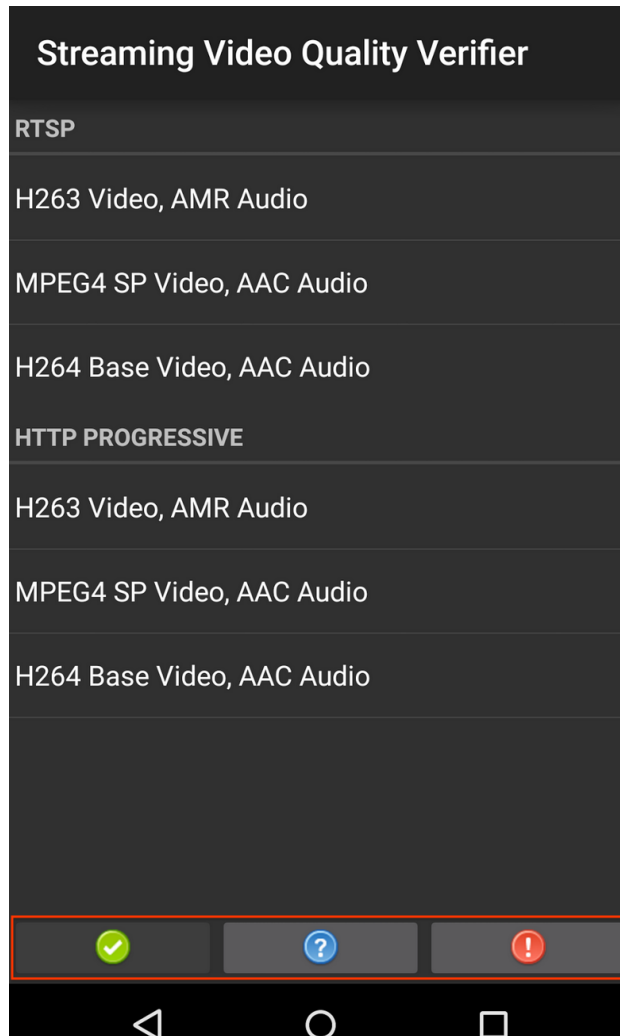 Streaming Video Quality Verifier
RTSP
H263 Video, AMR Audio
MPEG4 SP Video, AAC Audio
H264 Base Video, AAC Audio
HTTP PROGRESSIVE
H263 Video, AMR Audio
MPEG4 SP Video, AAC Audio
H264 Base Video, AAC Audio